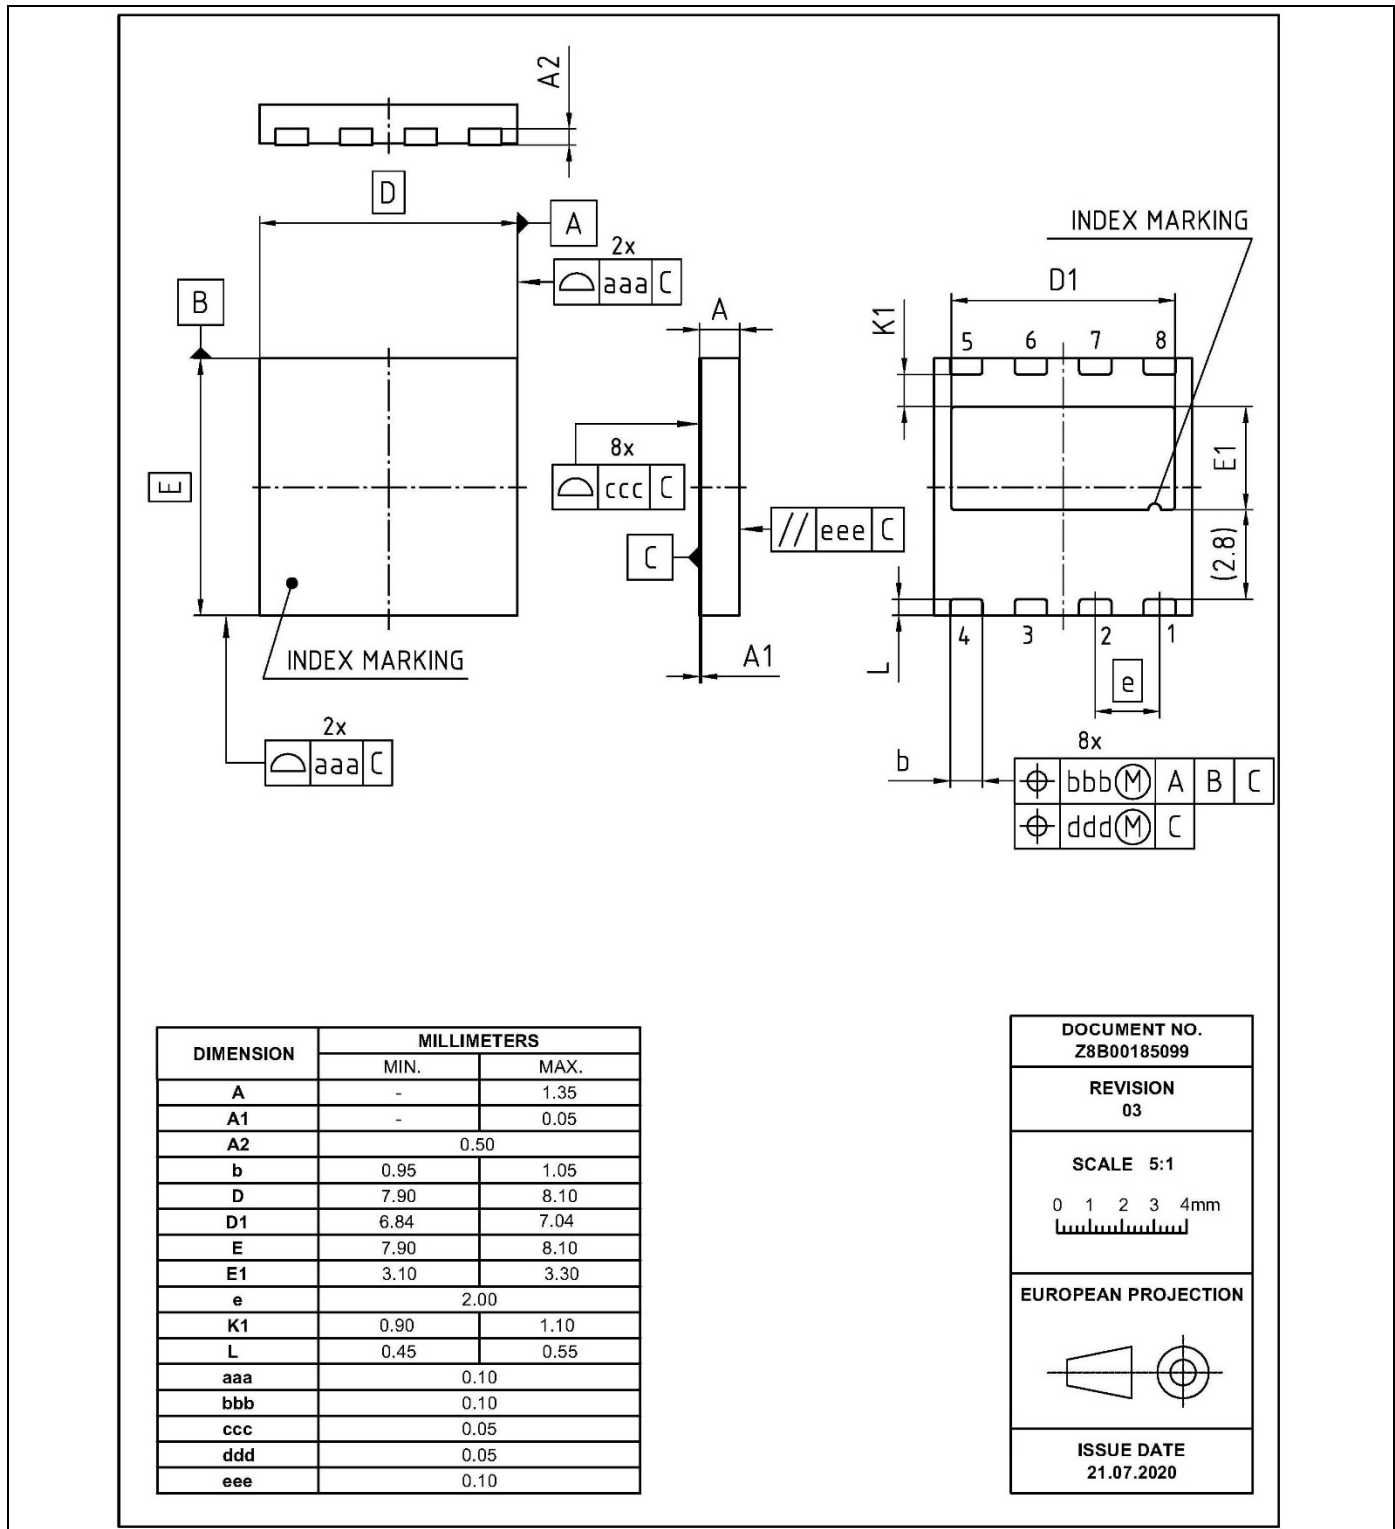 A2
D
A
2x
aaa C
B
INDEX MARKING
D1
A
K1
5 6 7 8
8x
ccc C
E
E1
// eee C
C
(2.8)
INDEX MARKING
A1
L
4 3 2 1
e
2x
aaa C
b
8x
bbb M A B C
ddd M C
DIMENSION MILLIMETERS
MIN. MAX.
A - 1.35
A1 - 0.05
A2 0.50
b 0.95 1.05
D 7.90 8.10
D1 6.84 7.04
E 7.90 8.10
E1 3.10 3.30
e 2.00
K1 0.90 1.10
L 0.45 0.55
aaa 0.10
bbb 0.10
ccc 0.05
ddd 0.05
eee 0.10
DOCUMENT NO.
Z8B00185099
REVISION
03
SCALE 5:1
0 1 2 3 4mm
EUROPEAN PROJECTION
ISSUE DATE
21.07.2020